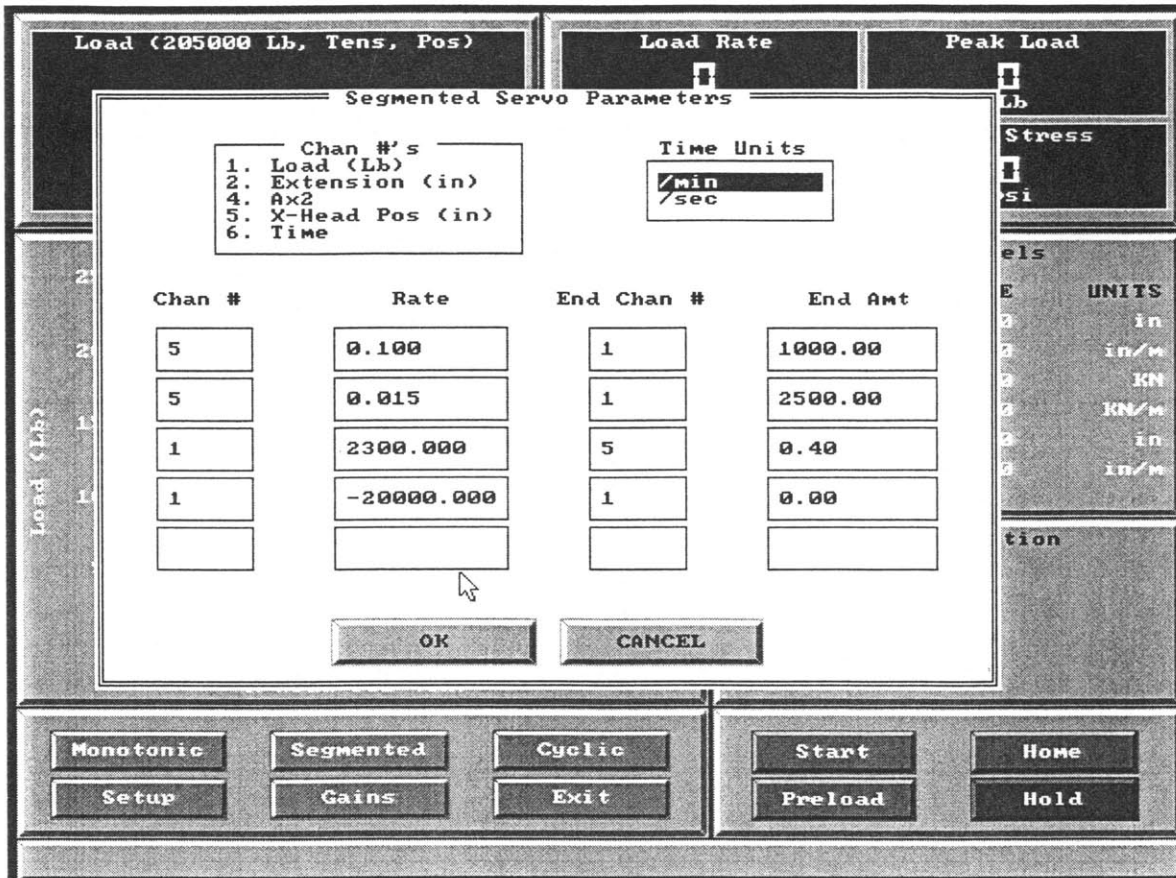 Load (205000 Lb, Tens, Pos)
Load Rate
0
Peak Load
0
Lb
Stress
0
Segmented Servo Parameters
Chan #'s
1. Load (Lb)
2. Extension (in)
4. Ax2
5. X-Head Pos (in)
6. Time
Time Units
/min
/sec
Chan # Rate End Chan # End Amt
5 0.100 1 1000.00
5 0.015 1 2500.00
1 2300.000 5 0.40
1 -20000.000 1 0.00
OK CANCEL
Load (Lb)
UNITS
in
in/m
KN
KN/m
in
in/m
Monotonic Segmented Cyclic
Setup Gains Exit
Start Home
Preload Hold